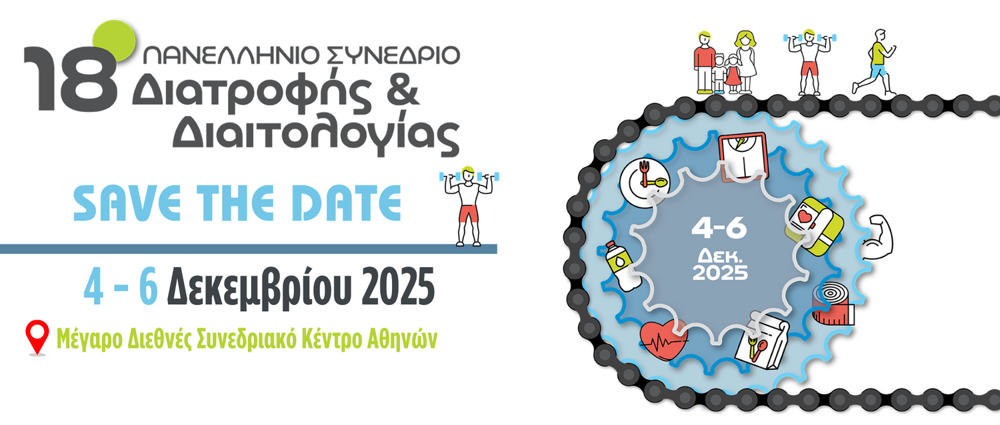 18 ΠΑΝΕΛΛΗΝΙΟ ΣΥΝΕΔΡΙΟ
Διατροφής &
Διαιτολογίας
SAVE THE DATE
4 - 6 Δεκεμβρίου 2025
Μέγαρο Διεθνές Συνεδριακό Κέντρο Αθηνών
4-6
Δεκ.
2025